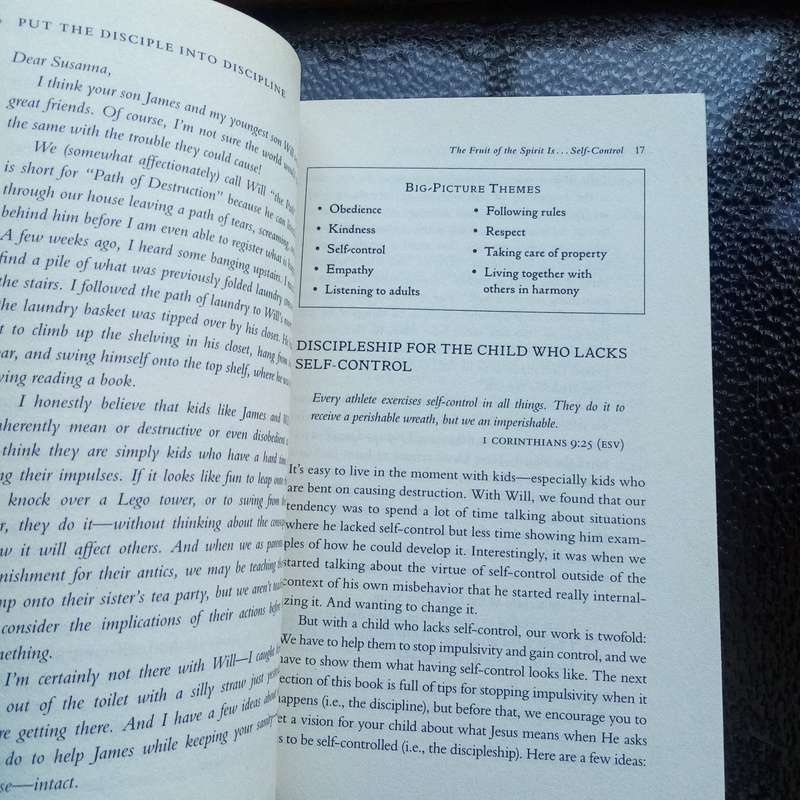 PUT THE DISCIPLE INTO DISCIPLINE
Dear Susanna,
I think your son James and my youngest son Will
great friends. Of course, I'm not sure the world
the same with the trouble they could cause!
We (somewhat affectionately) call Will "the
is short for "Path of Destruction" because he can
through our house leaving a path of tears, screaming,
behind him before I am even able to register what is
A few weeks ago, I heard some banging upstairs. I
find a pile of what was previously folded laundry
the stairs. I followed the path of laundry to Will's
the laundry basket was tipped over by his closet.
to climb up the shelving in his closet, hang from
and swing himself onto the top shelf, where he
reading a book.
I honestly believe that kids like James and
mean or destructive or even
think they are simply kids who have a hard
their impulses. If it looks like fun to leap
knock over a Lego tower, or to swing from
they do it—without thinking about the
it will affect others. And when we as
for their antics, we may be teaching
onto their sister's tea party, but we aren't
consider the implications of their actions before
I'm certainly not there with Will—I caught
out of the toilet with a silly straw just
getting there. And I have a few ideas about
do to help James while keeping your
intact.
The Fruit of the Spirit Is . . . Self-Control 17
BIG-PICTURE THEMES
• Obedience
• Kindness
• Self-control
• Empathy
• Listening to adults
• Following rules
• Respect
• Taking care of property
• Living together with
others in harmony
DISCIPLESHIP FOR THE CHILD WHO LACKS
SELF-CONTROL
Every athlete exercises self-control in all things. They do it to
receive a perishable wreath, but we an imperishable.
1 CORINTHIANS 9:25 (ESV)
It's easy to live in the moment with kids—especially kids who
are bent on causing destruction. With Will, we found that our
tendency was to spend a lot of time talking about situations
where he lacked self-control but less time showing him exam-
ples of how he could develop it. Interestingly, it was when we
started talking about the virtue of self-control outside of the
context of his own misbehavior that he started really internal-
izing it. And wanting to change it.
But with a child who lacks self-control, our work is twofold:
We have to help them to stop impulsivity and gain control, and we
have to show them what having self-control looks like. The next
section of this book is full of tips for stopping impulsivity when it
happens (i.e., the discipline), but before that, we encourage you to
set a vision for your child about what Jesus means when He asks
us to be self-controlled (i.e., the discipleship). Here are a few ideas: